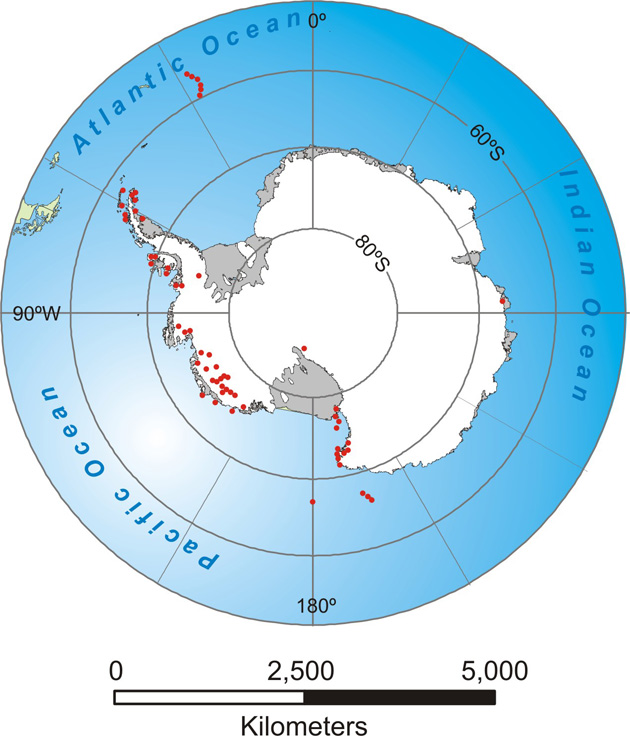 Atlantic Ocean
0º
60ºS
Indian Ocean
80ºS
90ºW
Pacific Ocean
180º
0 2,500 5,000
Kilometers